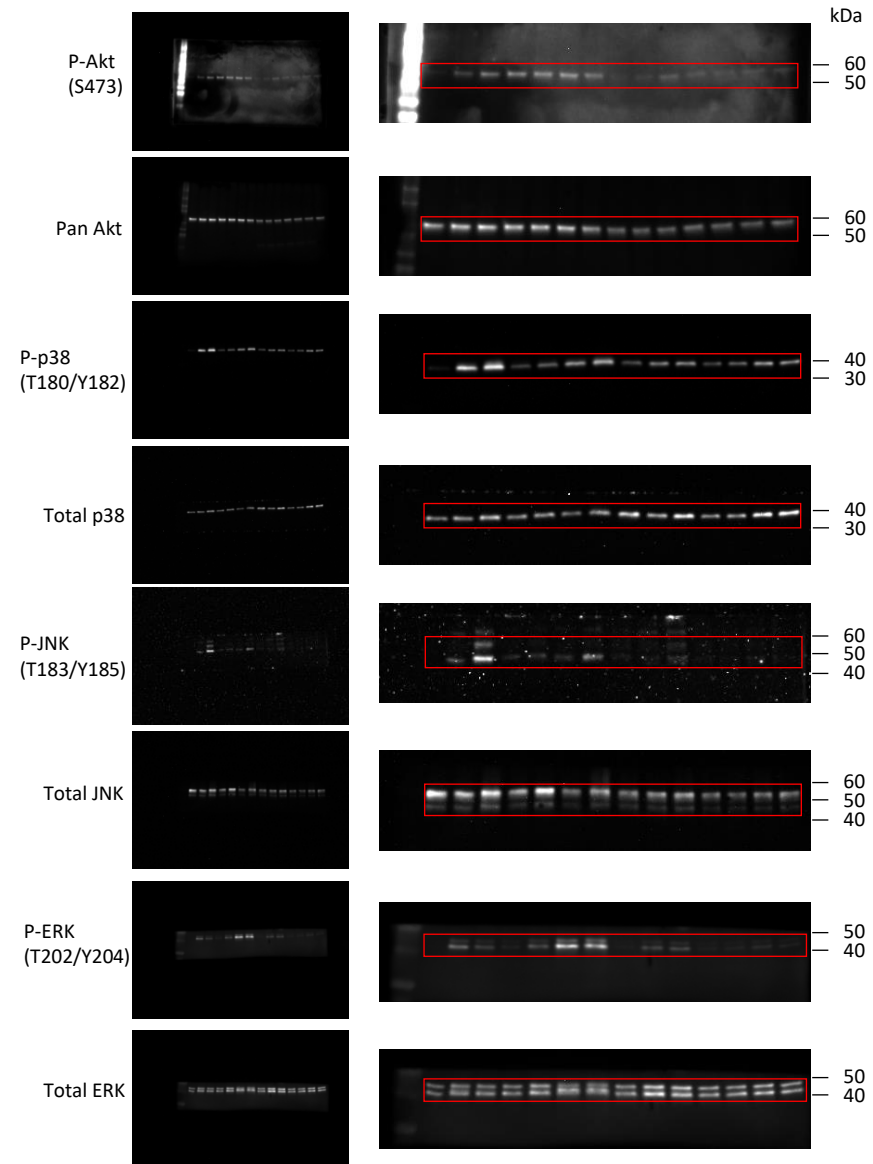 kDa
P-Akt
(S473)
60
50
Pan Akt
60
50
P-p38
(T180/Y182)
40
30
Total p38
40
30
P-JNK
(T183/Y185)
60
50
40
Total JNK
60
50
40
P-ERK
(T202/Y204)
50
40
Total ERK
50
40